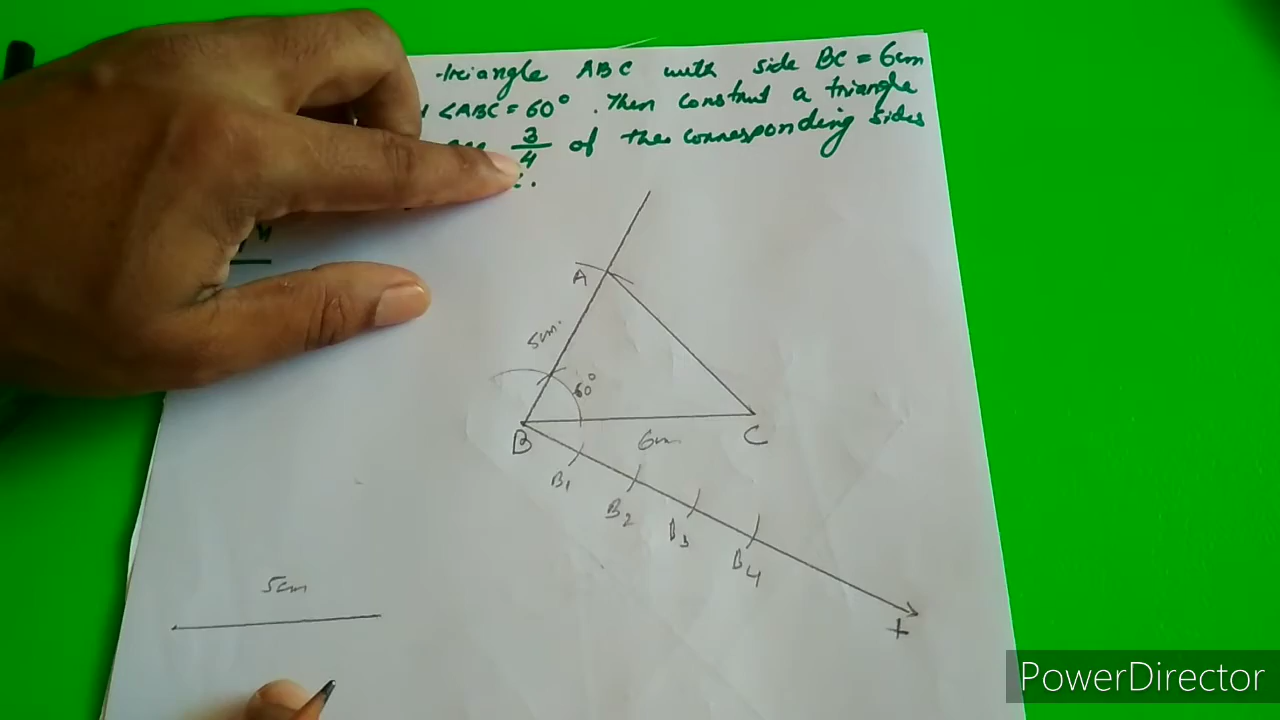 triangle ABC with side BC = 6cm
∠ABC = 60° . Then construct a triangle
3/4 of the corresponding sides
A
5cm.
60°
B
6cm
C
B1
B2
B3
B4
5cm
PowerDirector